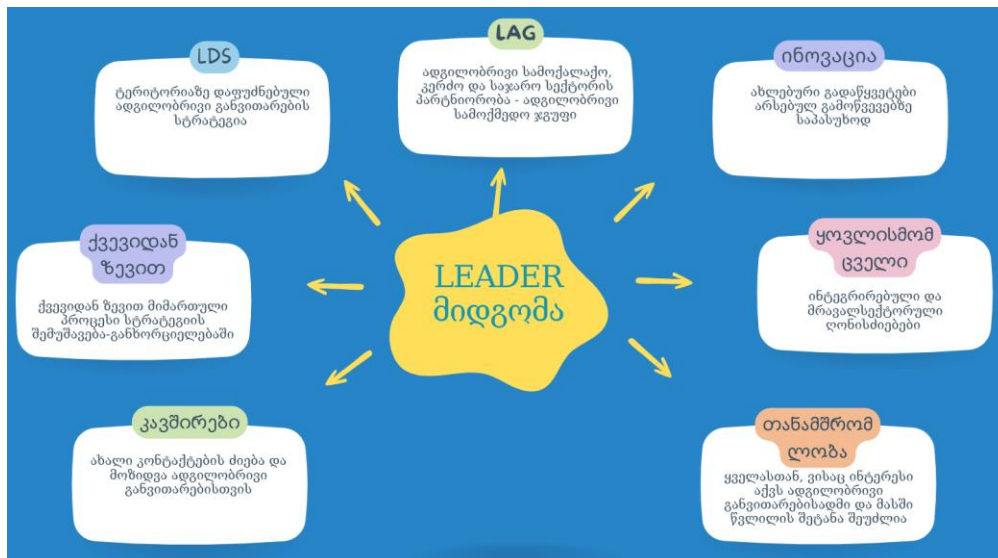 LDS
ტერიტორიაზე დაფუძნებული
ადგილობრივი განვითარების
სტრატეგია
LAG
ადგილობრივი სამოქალაქო,
კერძო და საჯარო სექტორის
პარტნიორობა - ადგილობრივი
სამოქმედო ჯგუფი
ინოვაცია
ახლებური გადაწყვეტები
არსებულ გამოწვევებზე
საპასუხოდ
ქვევიდან
ზევით
ქვევიდან ზევით მიმართული
პროცესი სტრატეგიის
შემუშავება-განხორციელებაში
LEADER
მიდგომა
ყოვლისმომ
ცველი
ინტეგრირებული და
მრავალსექტორული
ღონისძიებები
კავშირები
ახალი კონტაქტების ძიება და
მოზიდვა ადგილობრივი
განვითარებისთვის
თანამშრომ
ლობა
ყველასთან, ვისაც ინტერესი
აქვს ადგილობრივი
განვითარებისადმი და მასში
წვლილის შეტანა შეუძლია